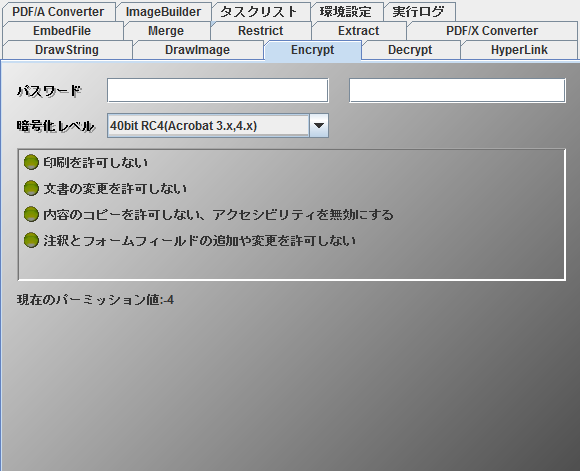 PDF/A Converter ImageBuilder タスクリスト 環境設定 実行ログ
EmbedFile Merge Restrict Extract PDF/X Converter
DrawString DrawImage Encrypt Decrypt HyperLink
パスワード
暗号化レベル 40bit RC4(Acrobat 3.x,4.x)
印刷を許可しない
文書の変更を許可しない
内容のコピーを許可しない、アクセシビリティを無効にする
注釈とフォームフィールドの追加や変更を許可しない
現在のパーミッション値:-4